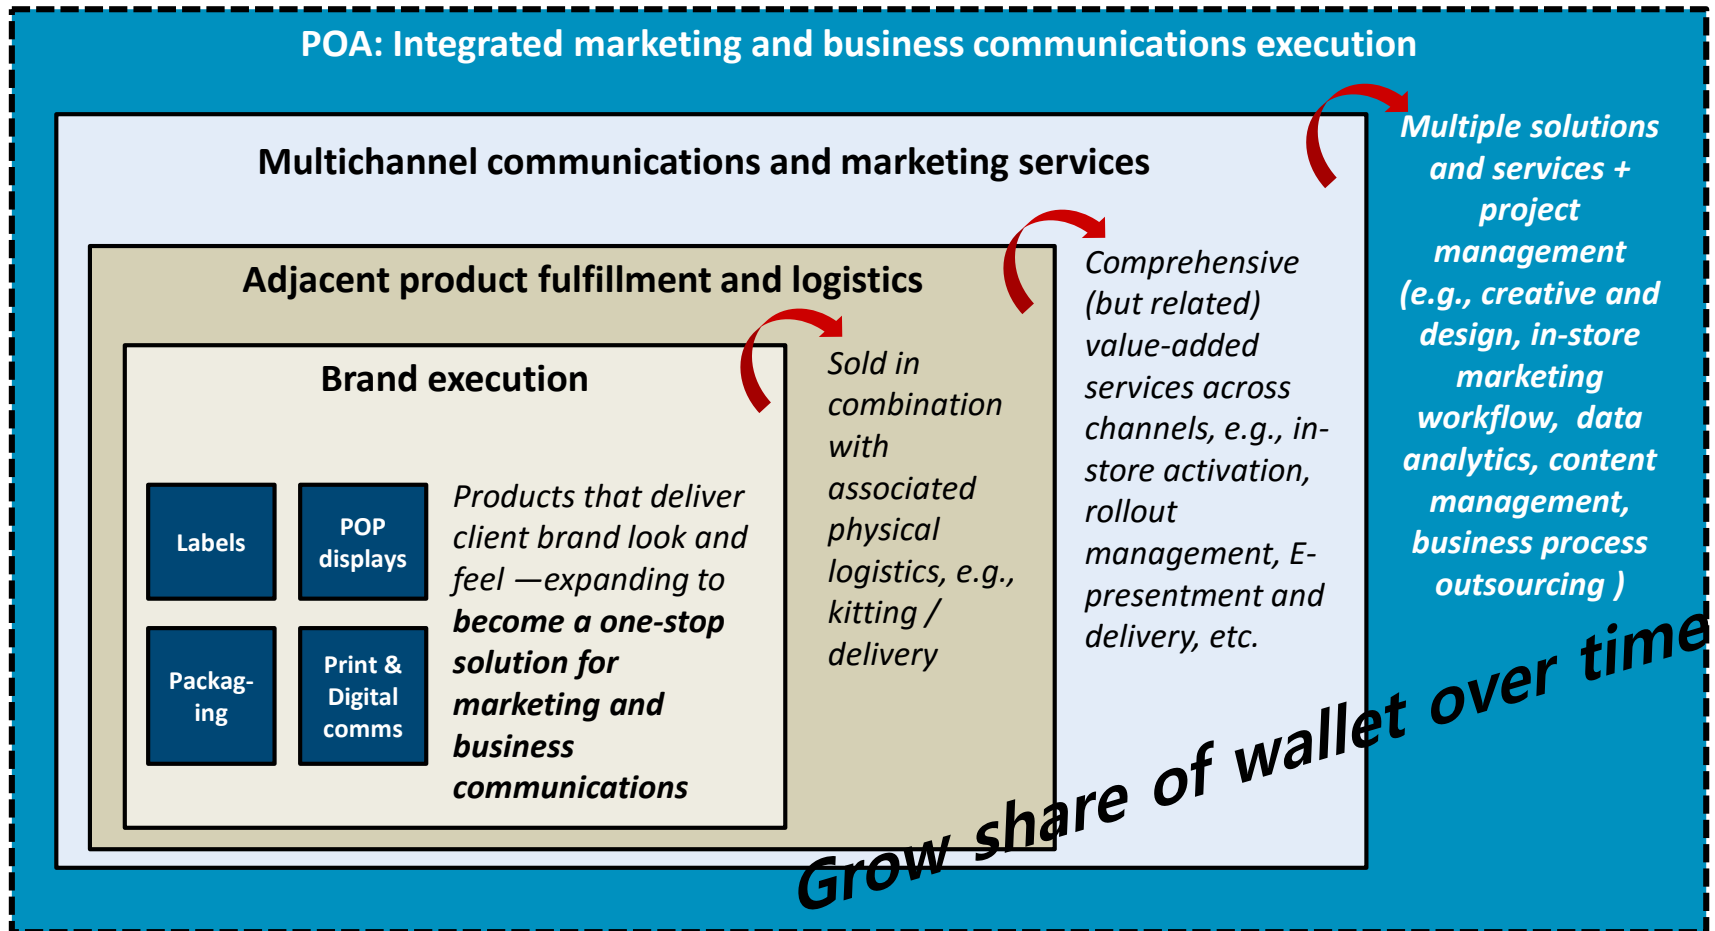 POA: Integrated marketing and business communications execution
Multichannel communications and marketing services
Adjacent product fulfillment and logistics
Brand execution
Labels
POP
displays
Packag-
ing
Print &
Digital
comms
Products that deliver
client brand look and
feel —expanding to
become a one-stop
solution for
marketing and
business
communications
Sold in
combination
with
associated
physical
logistics, e.g.,
kitting /
delivery
Comprehensive
(but related)
value-added
services across
channels, e.g., in-
store activation,
rollout
management, E-
presentment and
delivery, etc.
Multiple solutions
and services +
project
management
(e.g., creative and
design, in-store
marketing
workflow,  data
analytics, content
management,
business process
outsourcing )
Grow share of wallet over time